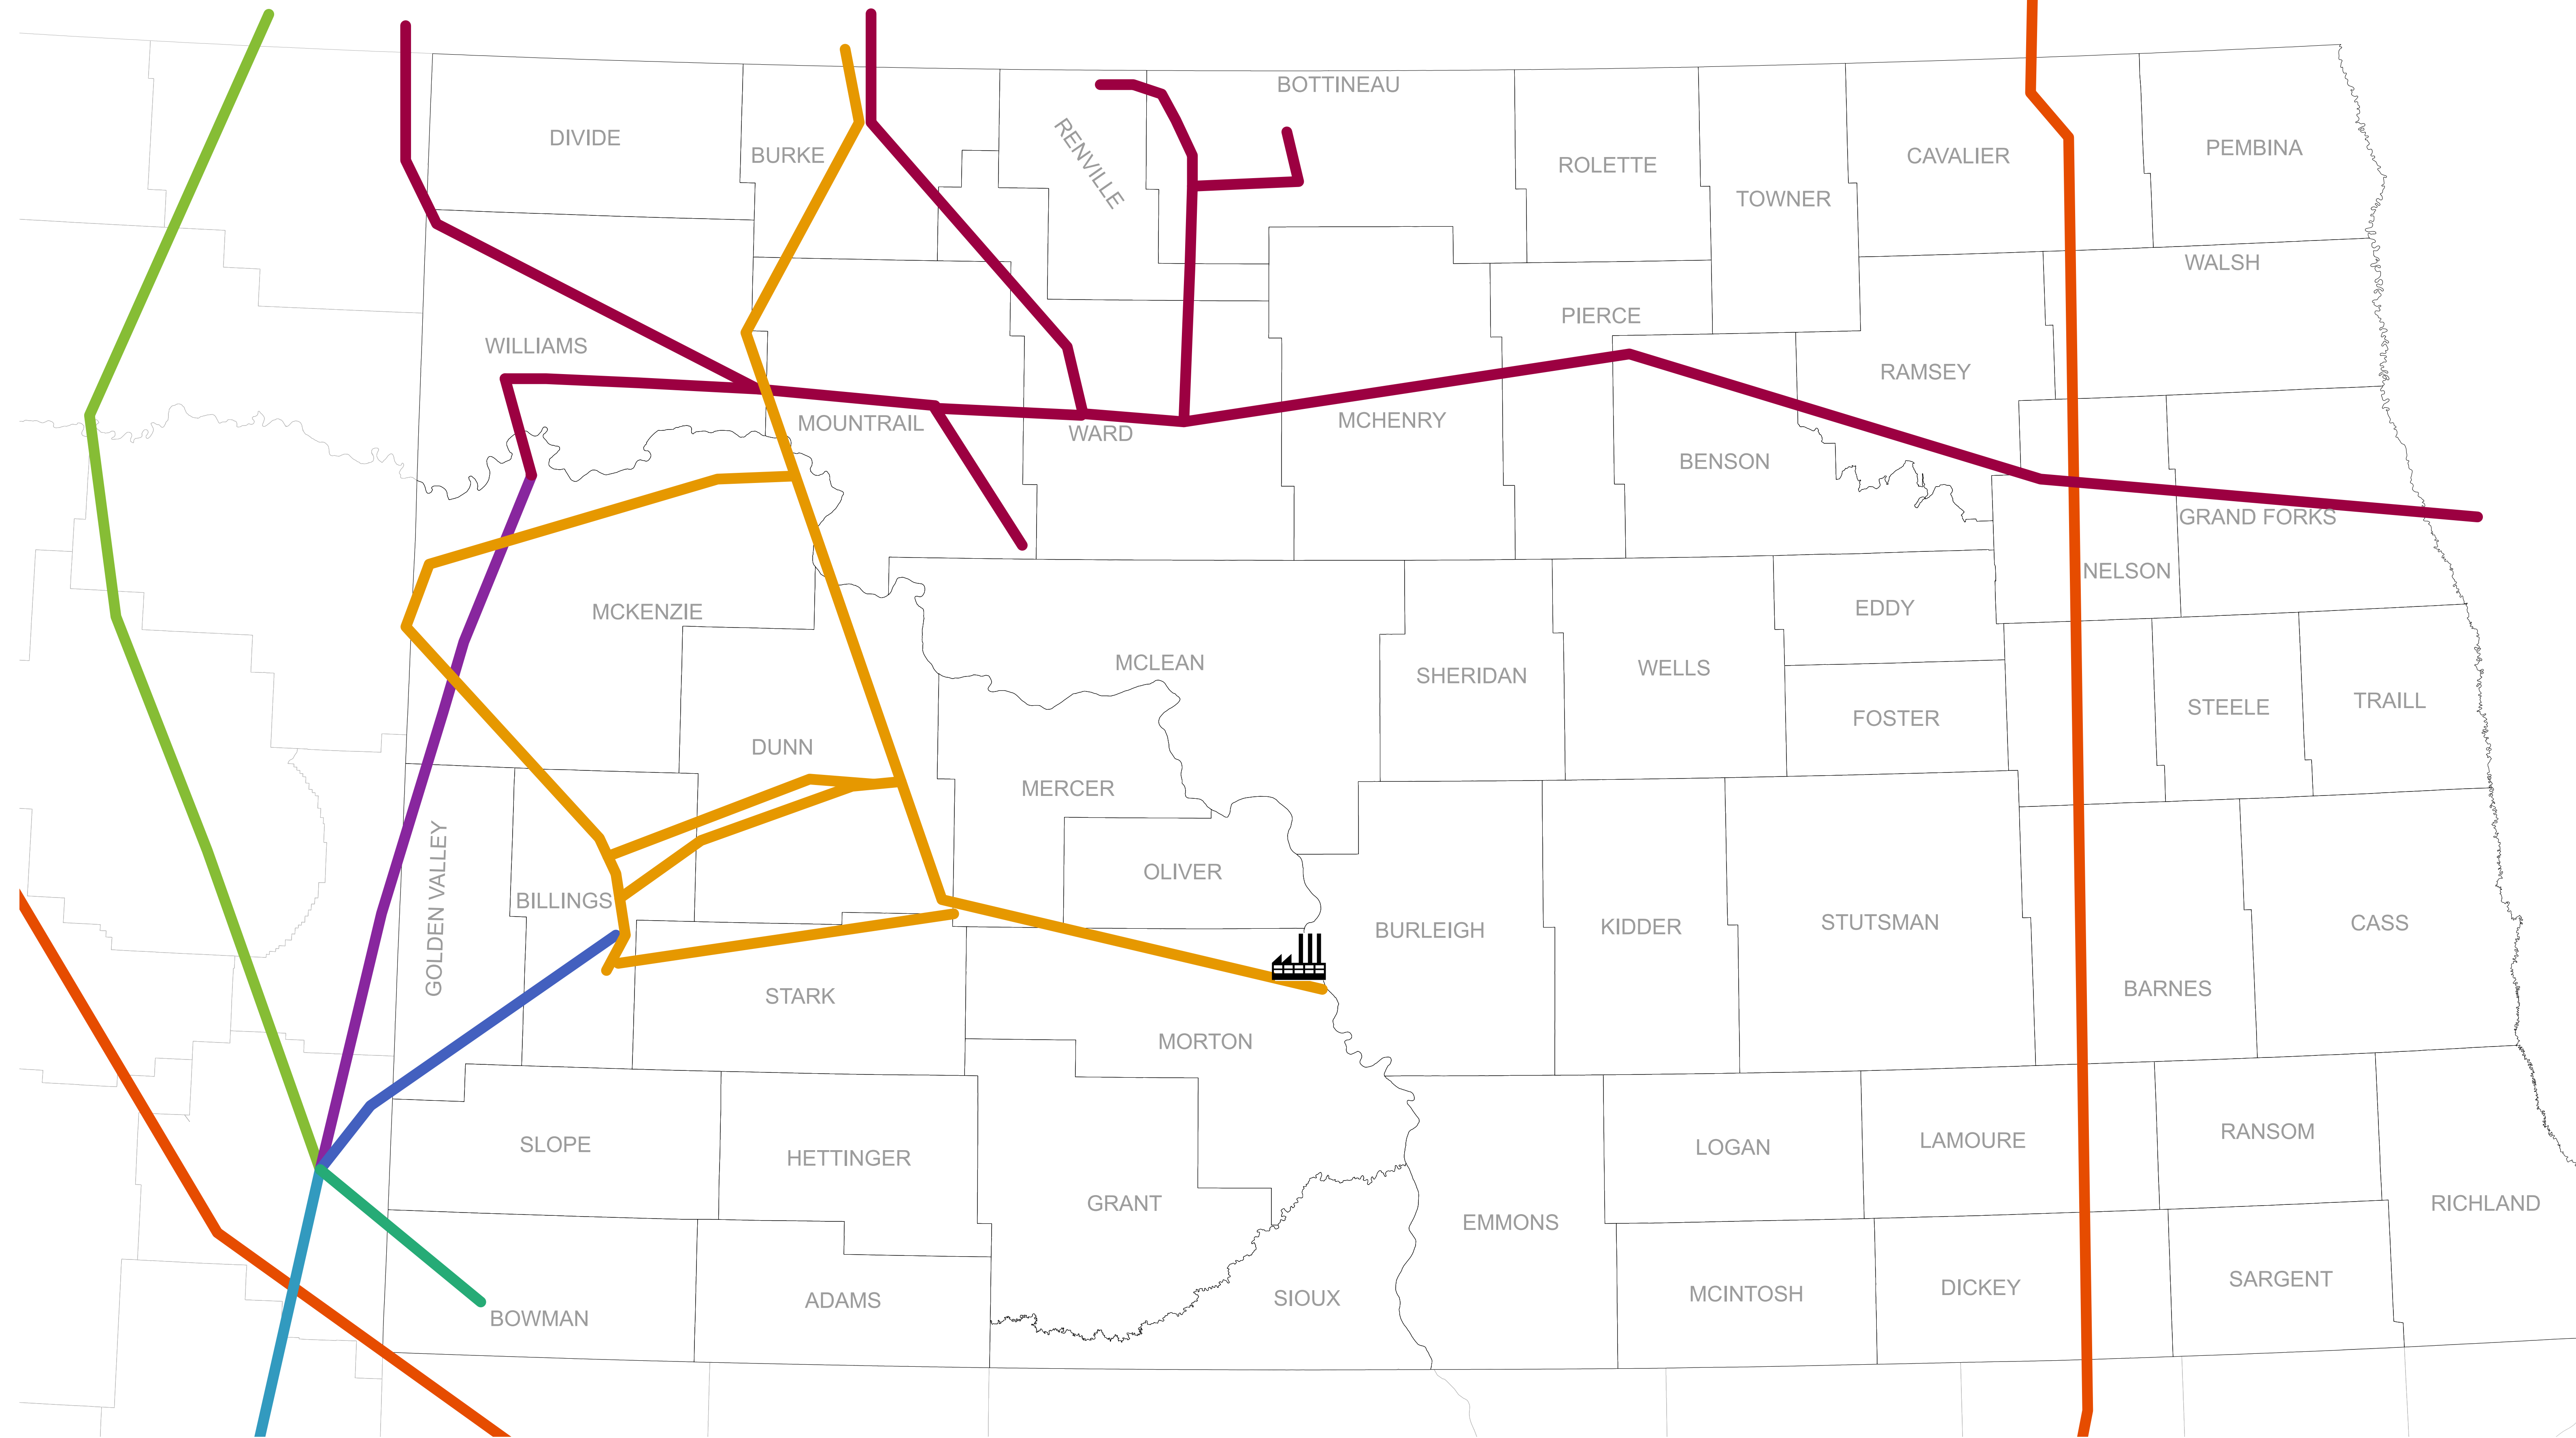 BOTTINEAU
DIVIDE
BURKE
RENVILLE
ROLETTE
TOWNER
CAVALIER
PEMBINA
WALSH
WILLIAMS
PIERCE
RAMSEY
MOUNTRAIL
WARD
MCHENRY
BENSON
GRAND FORKS
NELSON
MCKENZIE
EDDY
MCLEAN
SHERIDAN
WELLS
FOSTER
STEELE
TRAILL
DUNN
MERCER
OLIVER
GOLDEN VALLEY
BILLINGS
BURLEIGH
KIDDER
STUTSMAN
CASS
BARNES
STARK
MORTON
SLOPE
HETTINGER
LOGAN
LAMOURE
RANSOM
GRANT
EMMONS
RICHLAND
BOWMAN
ADAMS
SIOUX
MCINTOSH
DICKEY
SARGENT